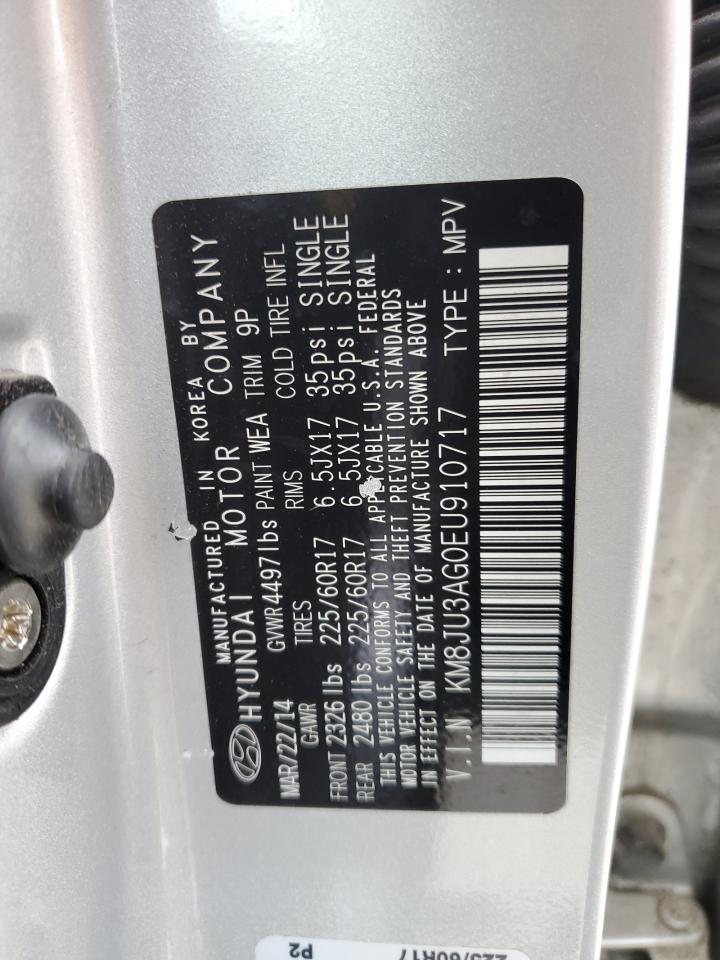 MANUFACTURED IN KOREA BY
HYUNDAI MOTOR COMPANY
MAR/22/14 GVWR 4497lbs PAINT WEA TRIM 9P
GAWR TIRES RIMS COLD TIRE INFL
FRONT 2326 lbs 225/60R17 6.5JX17 35psi SINGLE
REAR 2480 lbs 225/60R17 6.5JX17 35psi SINGLE
THIS VEHICLE CONFORMS TO ALL APPLICABLE U.S.A. FEDERAL
MOTOR VEHICLE SAFETY AND THEFT PREVENTION STANDARDS
IN EFFECT ON THE DATE OF MANUFACTURE SHOWN ABOVE
V.I.N KM8JU3AG0EU910717 TYPE : MPV
P2
225/60R17